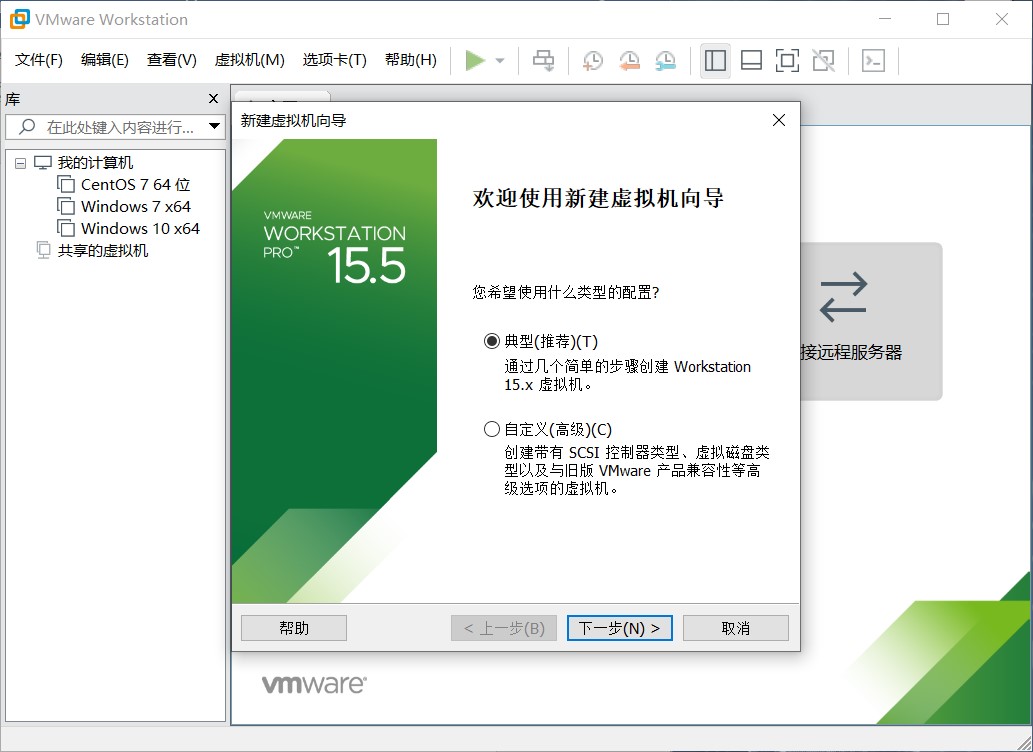 VMware Workstation
文件(F) 编辑(E) 查看(V) 虚拟机(M) 选项卡(T) 帮助(H)
库
在此处键入内容进行...
我的计算机
CentOS 7 64 位
Windows 7 x64
Windows 10 x64
共享的虚拟机
新建虚拟机向导
VMWARE
WORKSTATION
PRO™ 15.5
欢迎使用新建虚拟机向导
您希望使用什么类型的配置?
典型(推荐)(T)
通过几个简单的步骤创建 Workstation
15.x 虚拟机。
自定义(高级)(C)
创建带有 SCSI 控制器类型、虚拟磁盘类
型以及与旧版 VMware 产品兼容性等高
级选项的虚拟机。
接远程服务器
帮助 < 上一步(B) 下一步(N) > 取消
vmware